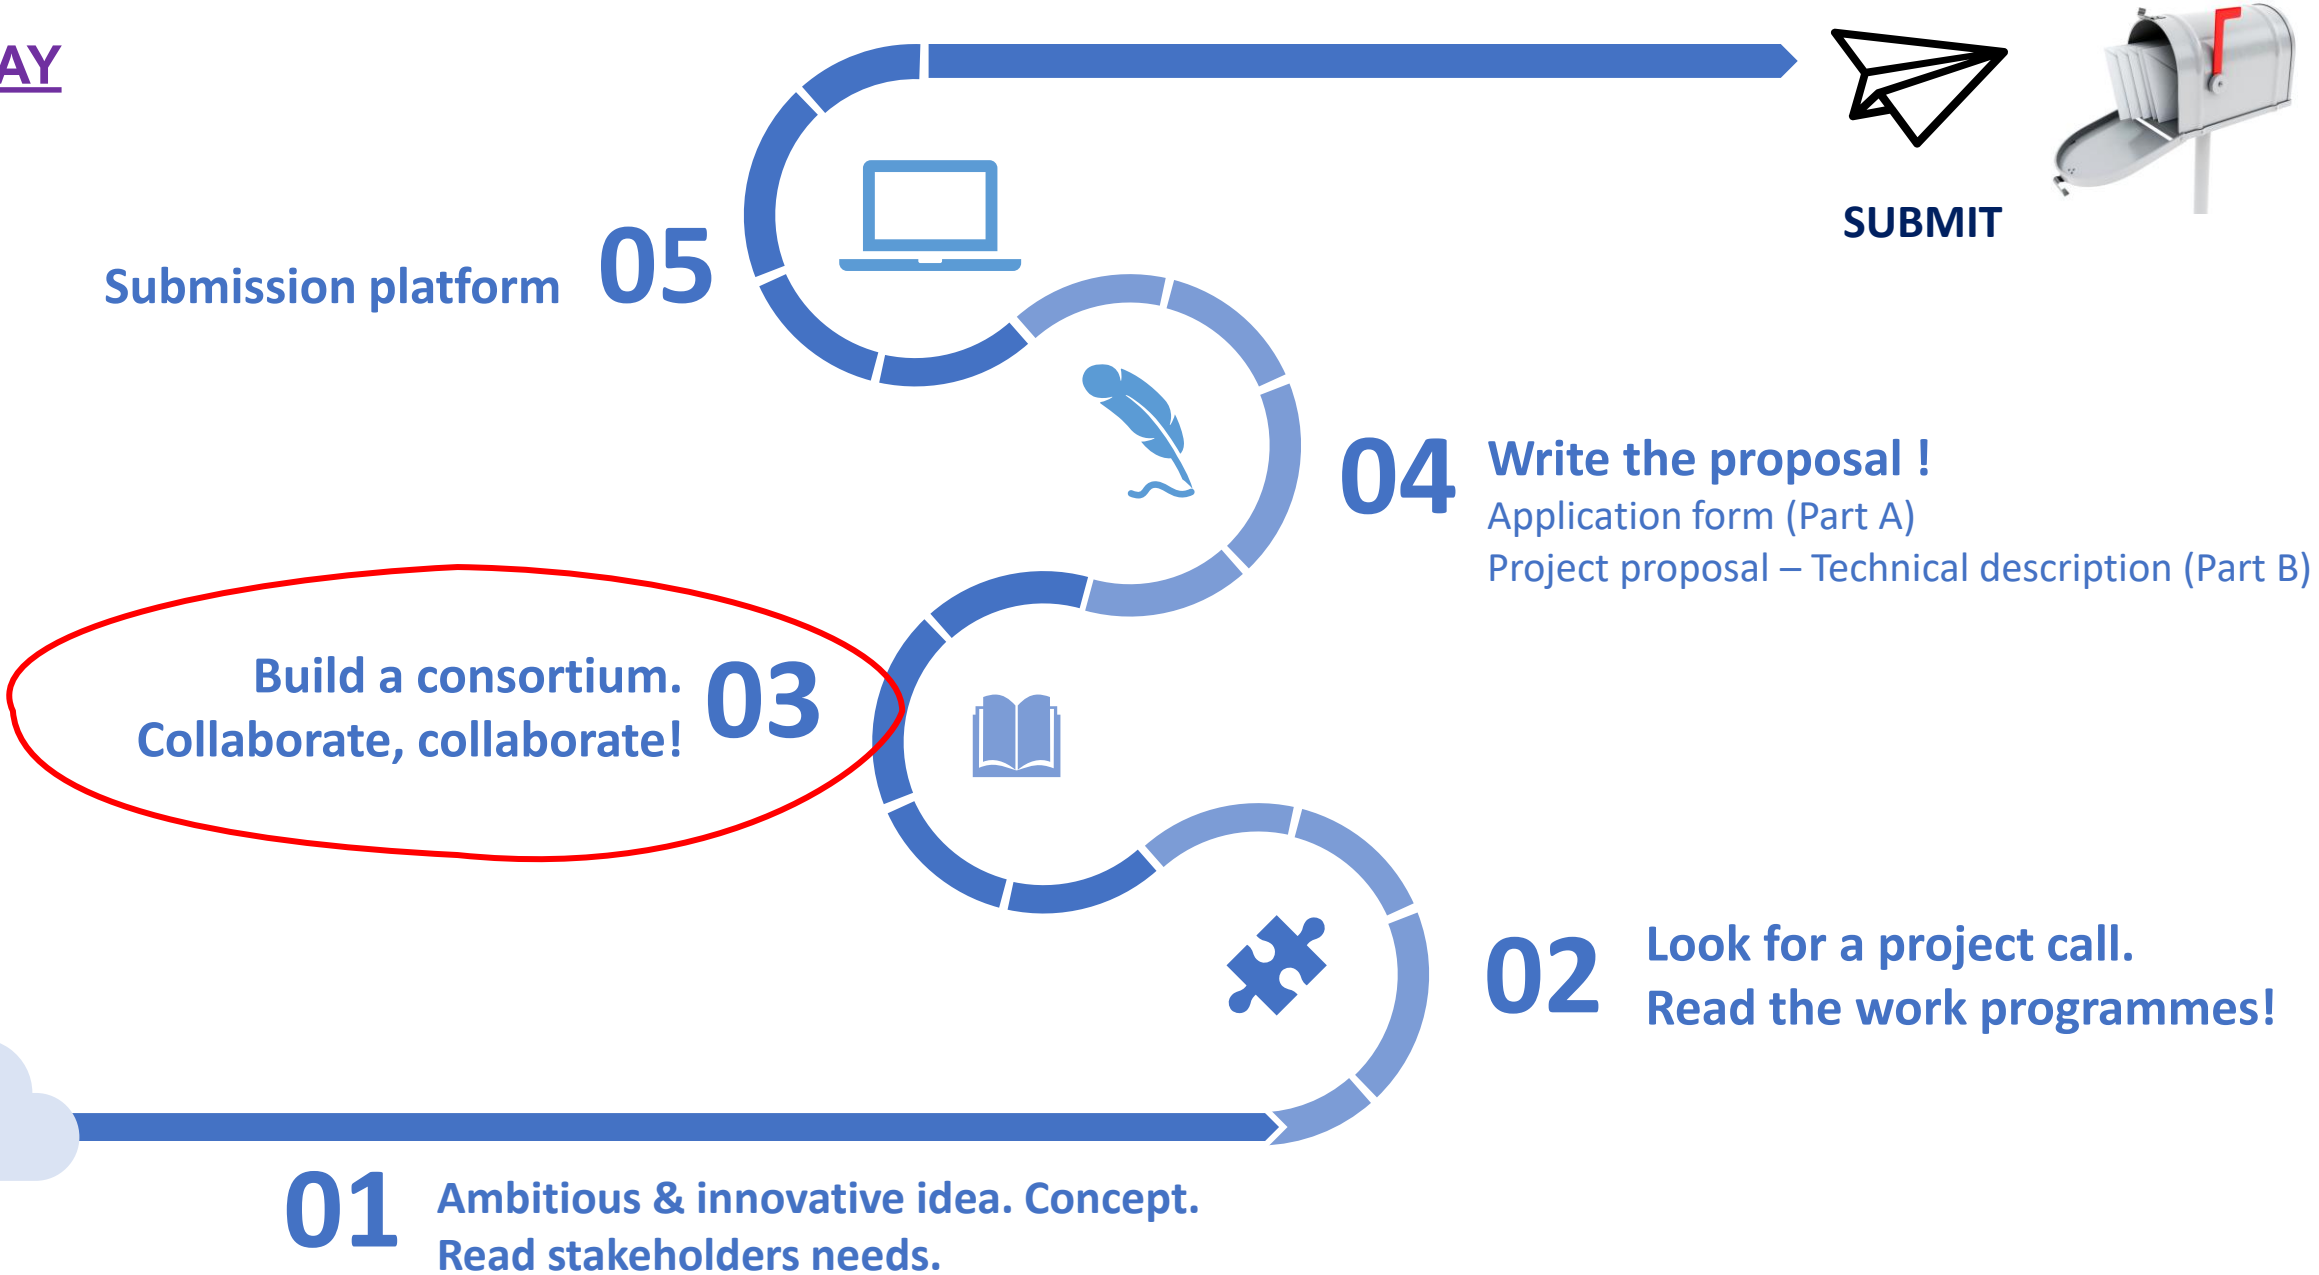 AY
SUBMIT
05
Submission platform
04
Write the proposal !
Application form (Part A)
Project proposal – Technical description (Part B)
03
Build a consortium.
Collaborate, collaborate!
02
Look for a project call.
Read the work programmes!
01
Ambitious & innovative idea. Concept.
Read stakeholders needs.